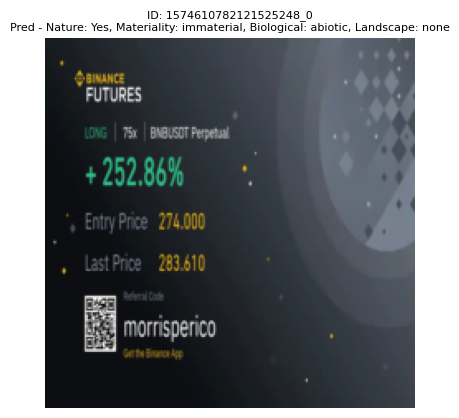 ID: 1574610782121525248_0
Pred - Nature: Yes, Materiality: immaterial, Biological: abiotic, Landscape: none
BINANCE
FUTURES
LONG | 75x | BNBUSDT Perpetual
+ 252.86%
Entry Price 274.000
Last Price 283.610
Referral Code
morrisperico
Get the Binance App